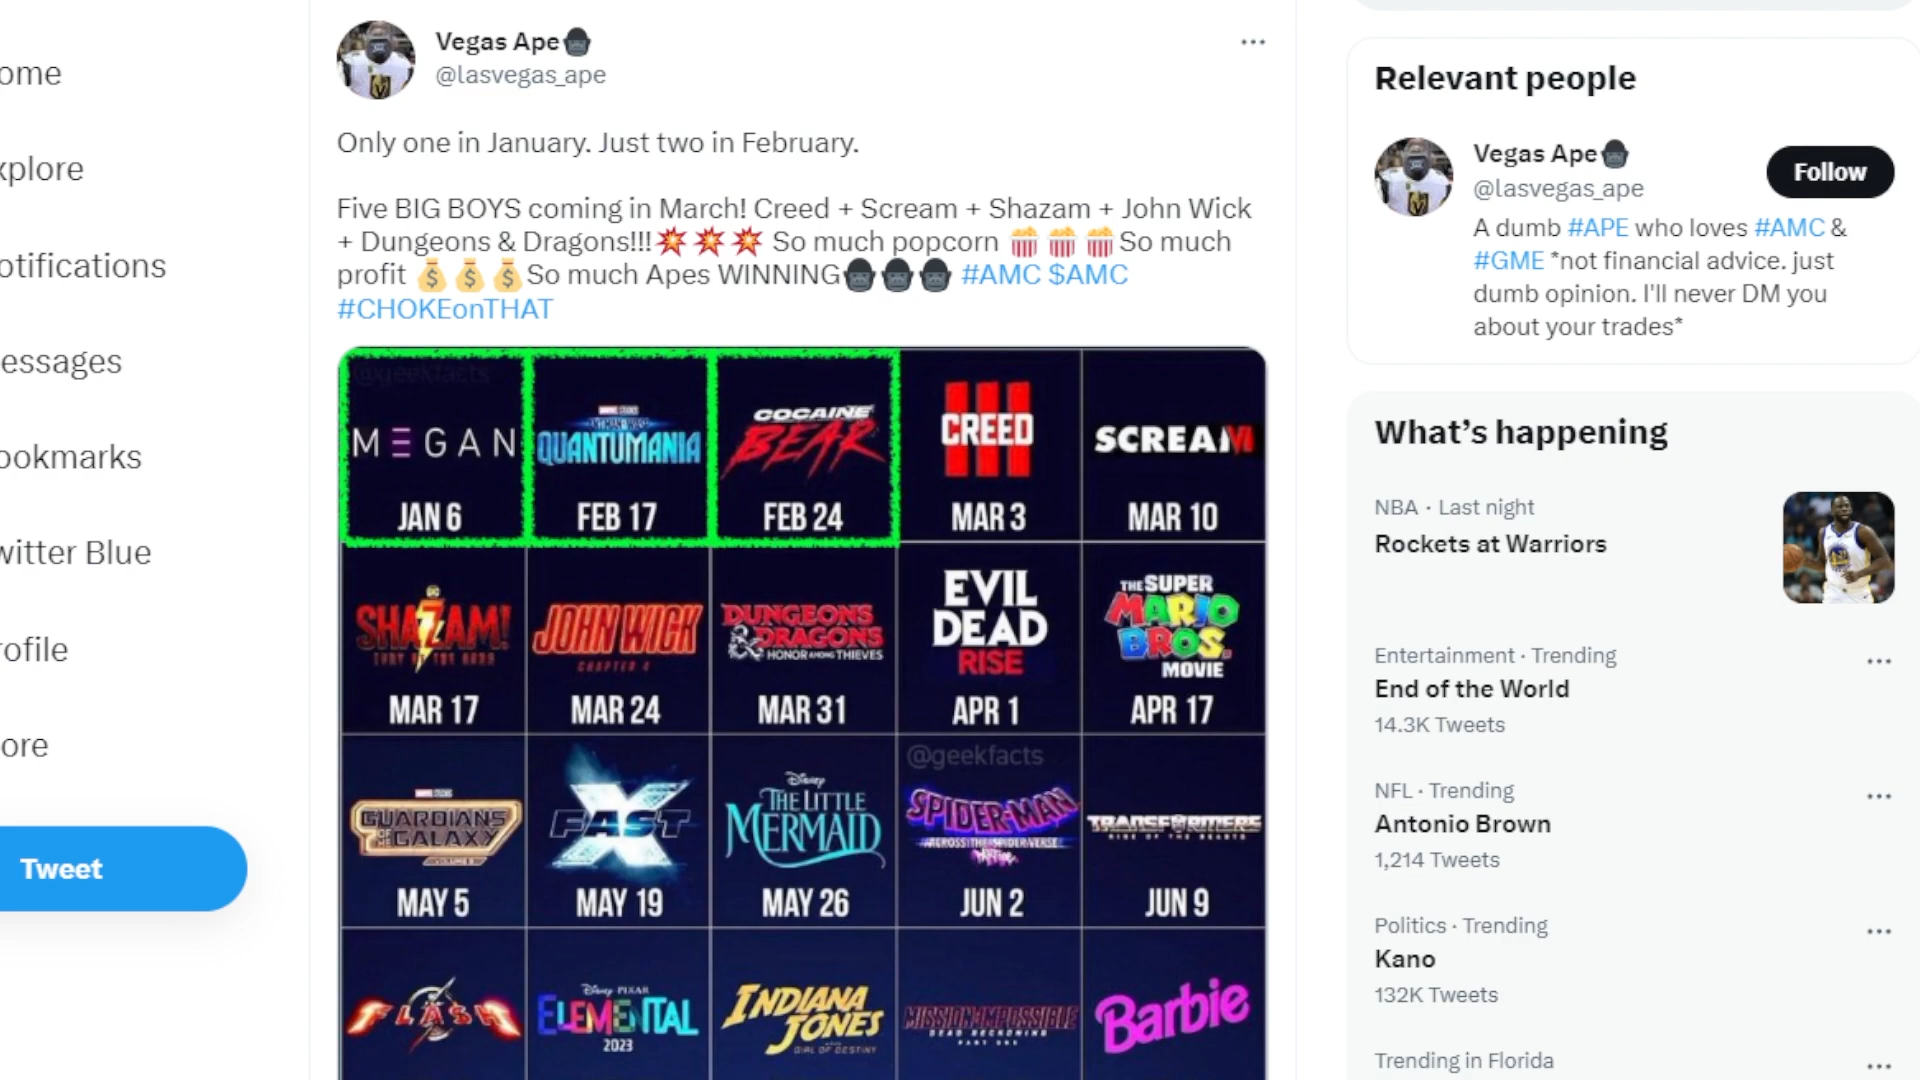 ome
xplore
otifications
essages
ookmarks
witter Blue
rofile
ore
Tweet
Vegas Ape
@lasvegas_ape
Only one in January. Just two in February.
Five BIG BOYS coming in March! Creed + Scream + Shazam + John Wick
+ Dungeons & Dragons!!! So much popcorn So much
profit So much Apes WINNING #AMC $AMC
#CHOKEonTHAT
@geekfacts
M≡GAN
JAN 6
MARVEL STUDIOS
QUANTUMANIA
FEB 17
COCAINE
BEAR
FEB 24
III
CREED
MAR 3
SCREAM
MAR 10
DC
SHAZAM!
FURY OF THE GODS
MAR 17
JOHN WICK
CHAPTER 4
MAR 24
DUNGEONS
& DRAGONS
HONOR AMONG THIEVES
MAR 31
EVIL
DEAD
RISE
APR 1
THE SUPER
MARIO
BROS.
MOVIE
APR 17
MARVEL STUDIOS
GUARDIANS
OF THE GALAXY
MAY 5
FAST X
MAY 19
Disney
THE LITTLE
MERMAID
MAY 26
@geekfacts
SPIDER-MAN
ACROSS THE SPIDER-VERSE
JUN 2
TRANSFORMERS
RISE OF THE BEASTS
JUN 9
FLASH
Disney PIXAR
ELEMENTAL
2023
INDIANA
JONES
DIAL OF DESTINY
MISSION:IMPOSSIBLE
DEAD RECKONING
PART ONE
Barbie
Relevant people
Vegas Ape
@lasvegas_ape
Follow
A dumb #APE who loves #AMC &
#GME *not financial advice. just
dumb opinion. I'll never DM you
about your trades*
What's happening
NBA · Last night
Rockets at Warriors
Entertainment · Trending
End of the World
14.3K Tweets
NFL · Trending
Antonio Brown
1,214 Tweets
Politics · Trending
Kano
132K Tweets
Trending in Florida